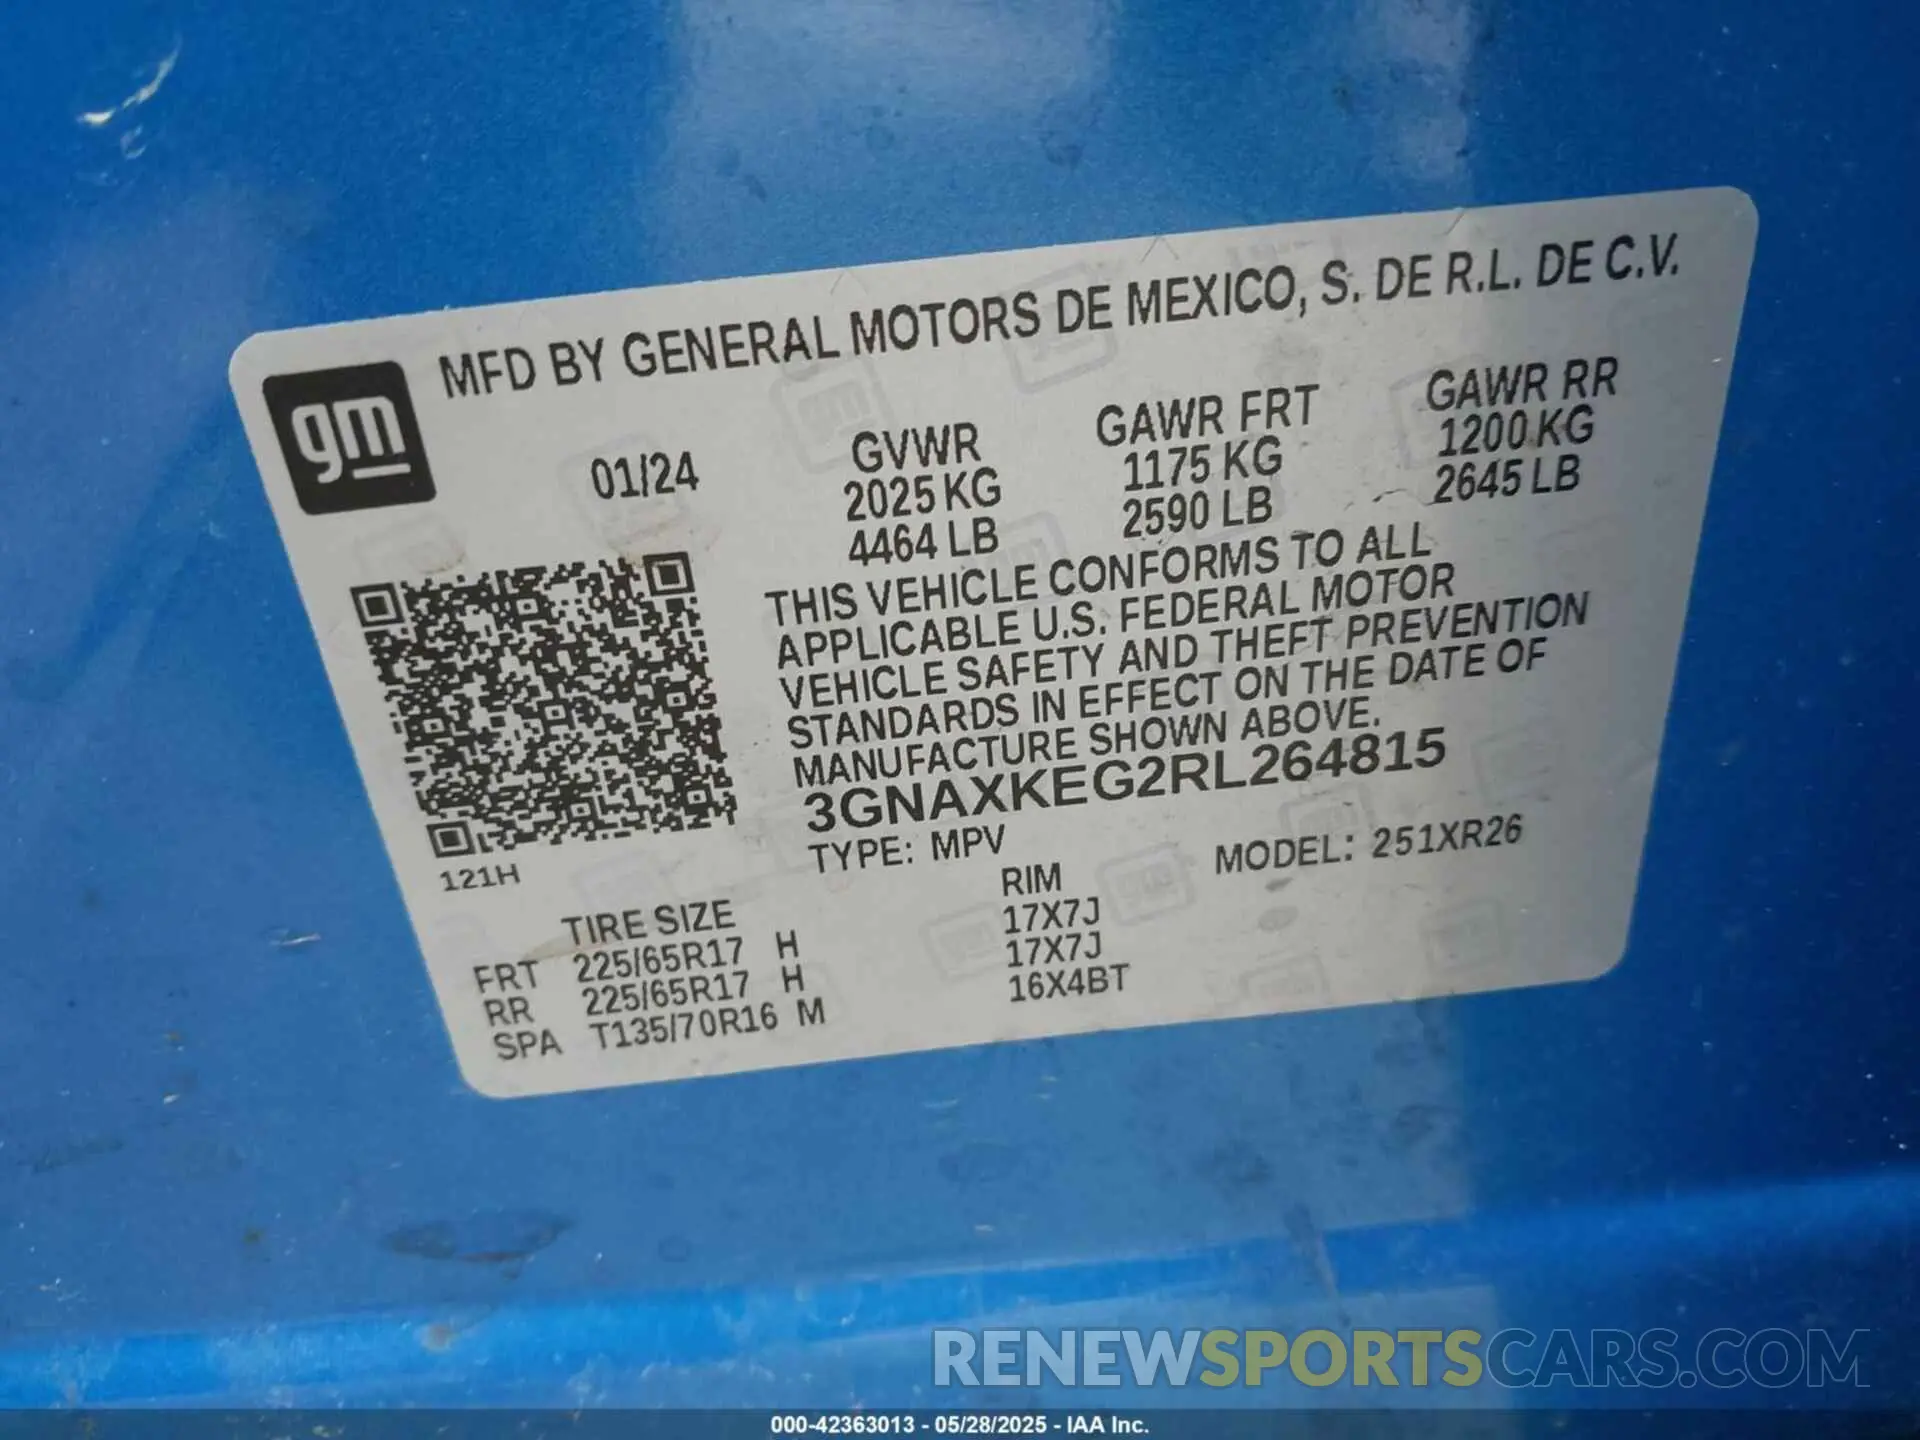 MFD BY GENERAL MOTORS DE MEXICO, S. DE R.L. DE C.V.
gm
01/24
GVWR
2025 KG
4464 LB
GAWR FRT
1175 KG
2590 LB
GAWR RR
1200 KG
2645 LB
THIS VEHICLE CONFORMS TO ALL
APPLICABLE U.S. FEDERAL MOTOR
VEHICLE SAFETY AND THEFT PREVENTION
STANDARDS IN EFFECT ON THE DATE OF
MANUFACTURE SHOWN ABOVE.
3GNAXKEG2RL264815
TYPE: MPV MODEL: 251XR26
121H
TIRE SIZE RIM
FRT 225/65R17 H 17X7J
RR 225/65R17 H 17X7J
SPA T135/70R16 M 16X4BT
RENEWSPORTSCARS.COM
000-42363013 - 05/28/2025 - IAA Inc.